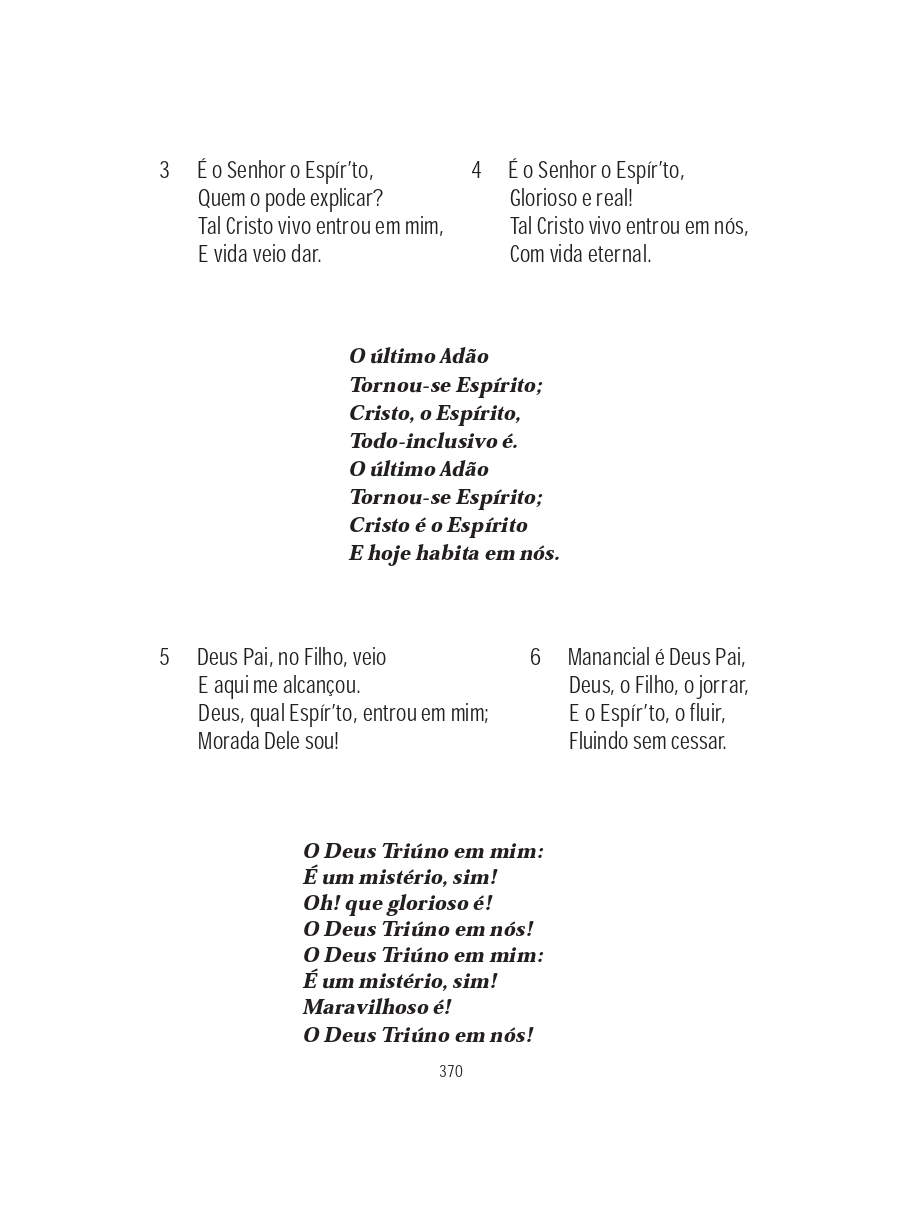 3 É o Senhor o Espír’to,
Quem o pode explicar?
Tal Cristo vivo entrou em mim,
E vida veio dar.
4 É o Senhor o Espír’to,
Glorioso e real!
Tal Cristo vivo entrou em nós,
Com vida eternal.
O último Adão
Tornou-se Espírito;
Cristo, o Espírito,
Todo-inclusivo é.
O último Adão
Tornou-se Espírito;
Cristo é o Espírito
E hoje habita em nós.
5 Deus Pai, no Filho, veio
E aqui me alcançou.
Deus, qual Espír’to, entrou em mim;
Morada Dele sou!
6 Manancial é Deus Pai,
Deus, o Filho, o jorrar,
E o Espír’to, o fluir,
Fluindo sem cessar.
O Deus Triúno em mim:
É um mistério, sim!
Oh! que glorioso é!
O Deus Triúno em nós!
O Deus Triúno em mim:
É um mistério, sim!
Maravilhoso é!
O Deus Triúno em nós!
370